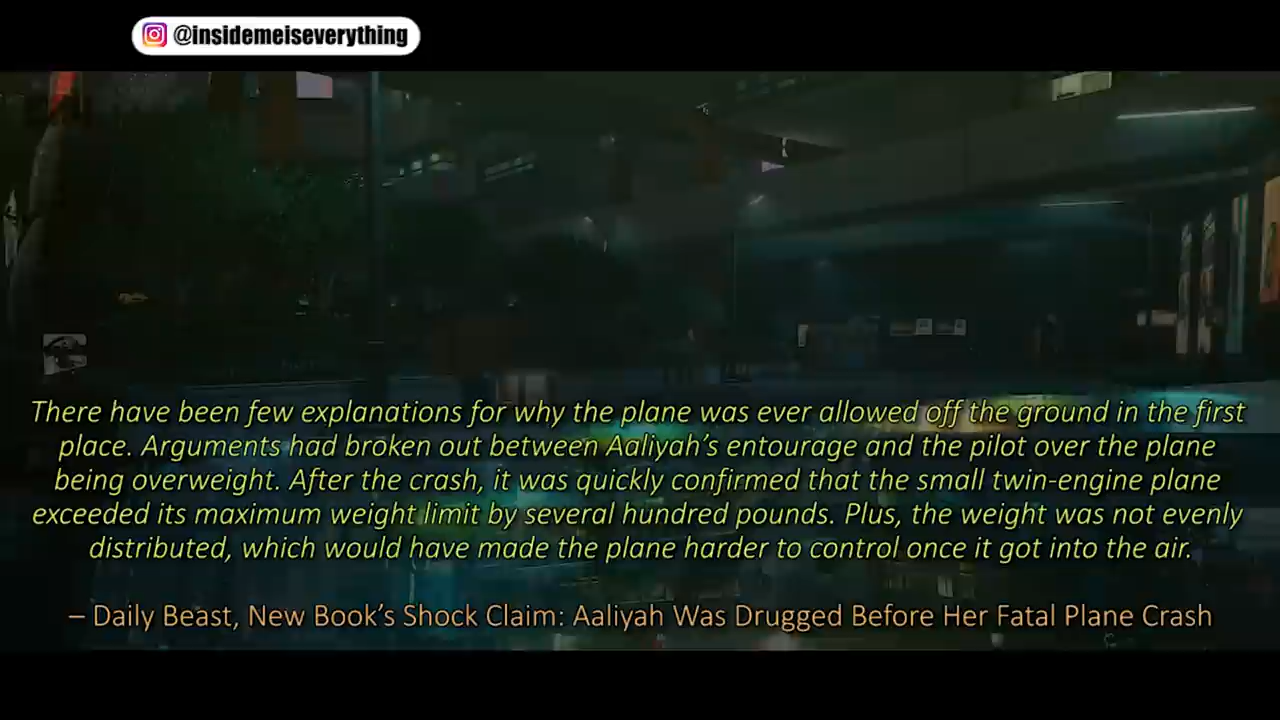 @insidemeiseverything
There have been few explanations for why the plane was ever allowed off the ground in the first
place. Arguments had broken out between Aaliyah’s entourage and the pilot over the plane
being overweight. After the crash, it was quickly confirmed that the small twin-engine plane
exceeded its maximum weight limit by several hundred pounds. Plus, the weight was not evenly
distributed, which would have made the plane harder to control once it got into the air.
– Daily Beast, New Book’s Shock Claim: Aaliyah Was Drugged Before Her Fatal Plane Crash